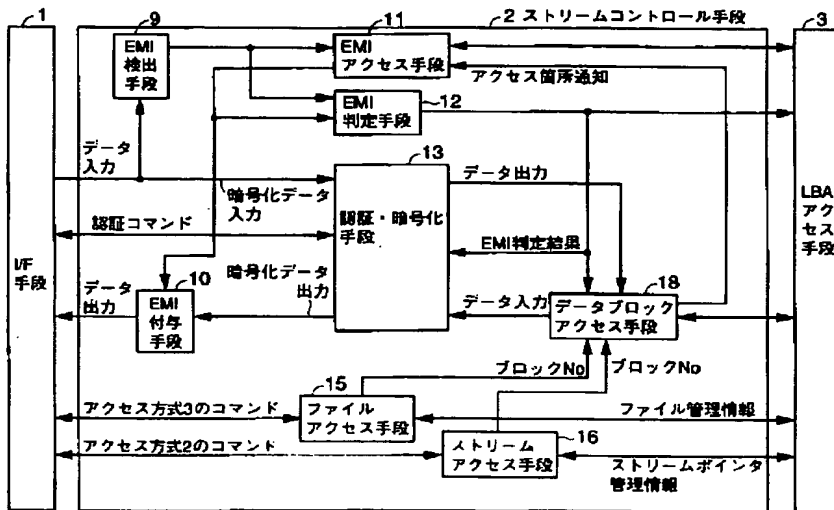 1
9
11
2 ストリームコントロール手段
3
EMI
検出
手段
EMI
アクセス手段
アクセス箇所通知
EMI
判定手段
12
データ
入力
13
データ出力
暗号化データ
入力
認証・暗号化
手段
認証コマンド
EMI判定結果
LBA
アク
セス
手段
I/F
手段
データ
出力
10
EMI
付与
手段
暗号化データ
出力
データ入力
18
データブロック
アクセス手段
ブロックNo
ブロックNo
15
アクセス方式3のコマンド
ファイル
アクセス手段
ファイル管理情報
アクセス方式2のコマンド
ストリーム
アクセス手段
16
ストリームポインタ
管理情報